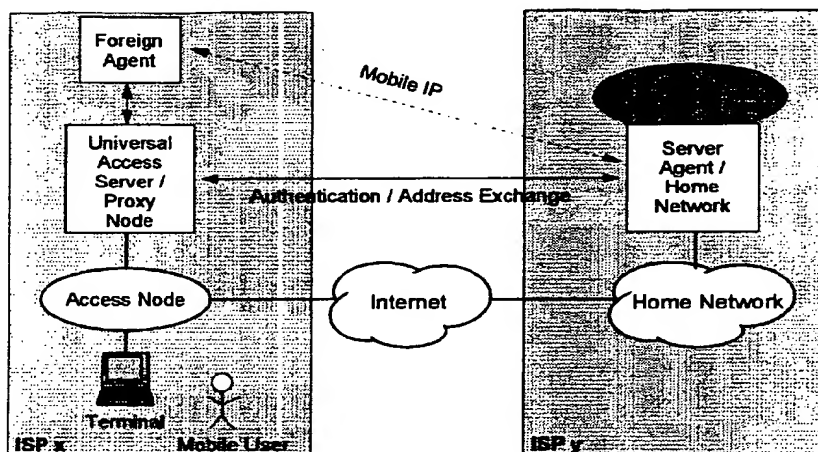 Foreign
Agent
Mobile IP
Universal
Access
Server /
Proxy
Node
Server
Agent /
Home
Network
Authentication / Address Exchange
Access Node
Internet
Home Network
Terminal
Mobile User
ISP x
ISP y